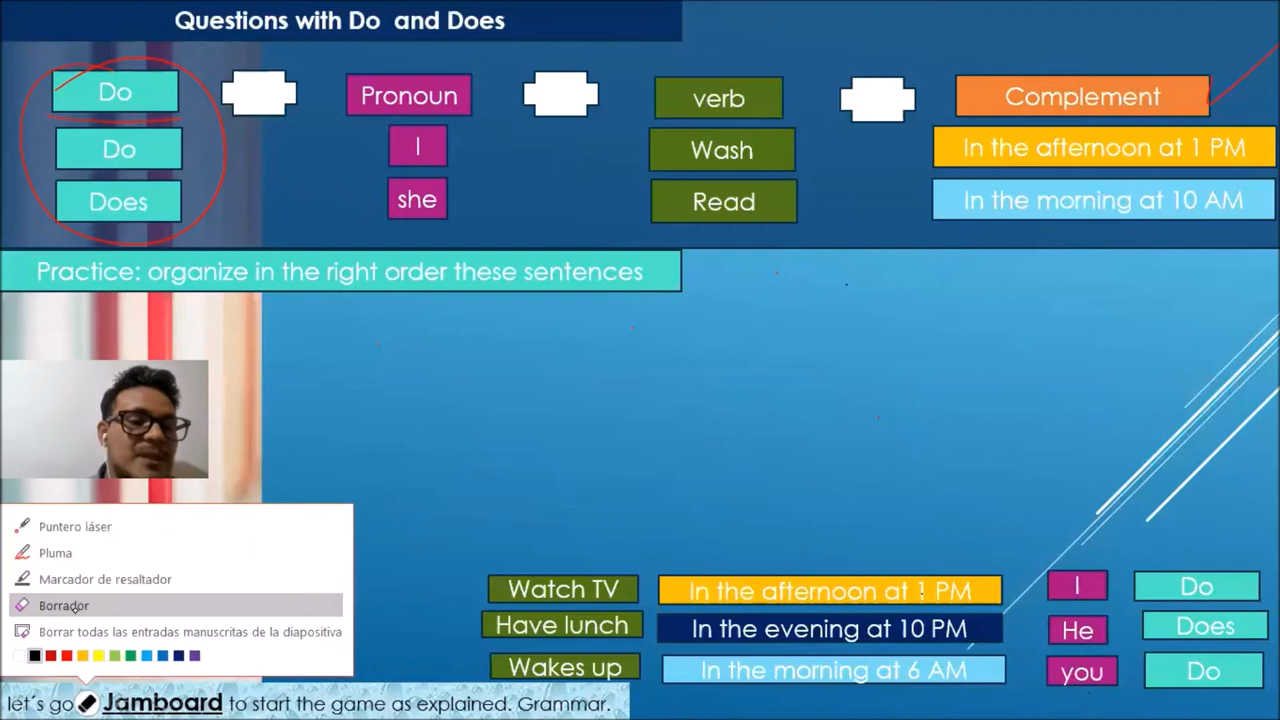 Questions with Do and Does
Do Pronoun verb Complement
Do I Wash In the afternoon at 1 PM
Does she Read In the morning at 10 AM
Practice: organize in the right order these sentences
Puntero láser
Pluma
Marcador de resaltador
Borrador
Borrar todas las entradas manuscritas de la diapositiva
Watch TV In the afternoon at 1 PM I Do
Have lunch In the evening at 10 PM He Does
Wakes up In the morning at 6 AM you Do
let´s go Jamboard to start the game as explained. Grammar.